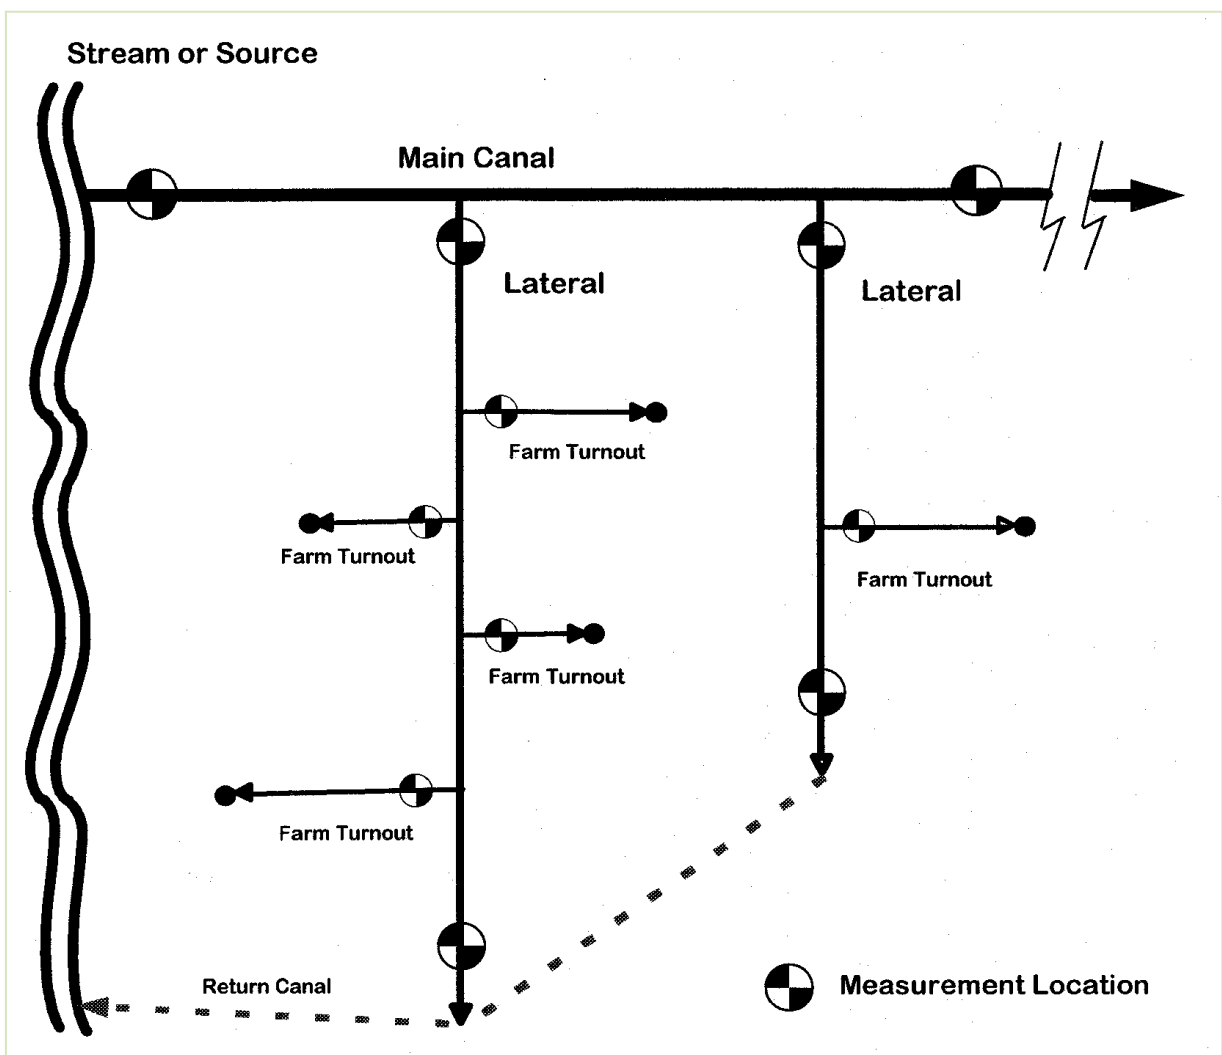 Stream or Source
Main Canal
Lateral
Lateral
Farm Turnout
Farm Turnout
Farm Turnout
Farm Turnout
Farm Turnout
Return Canal
Measurement Location